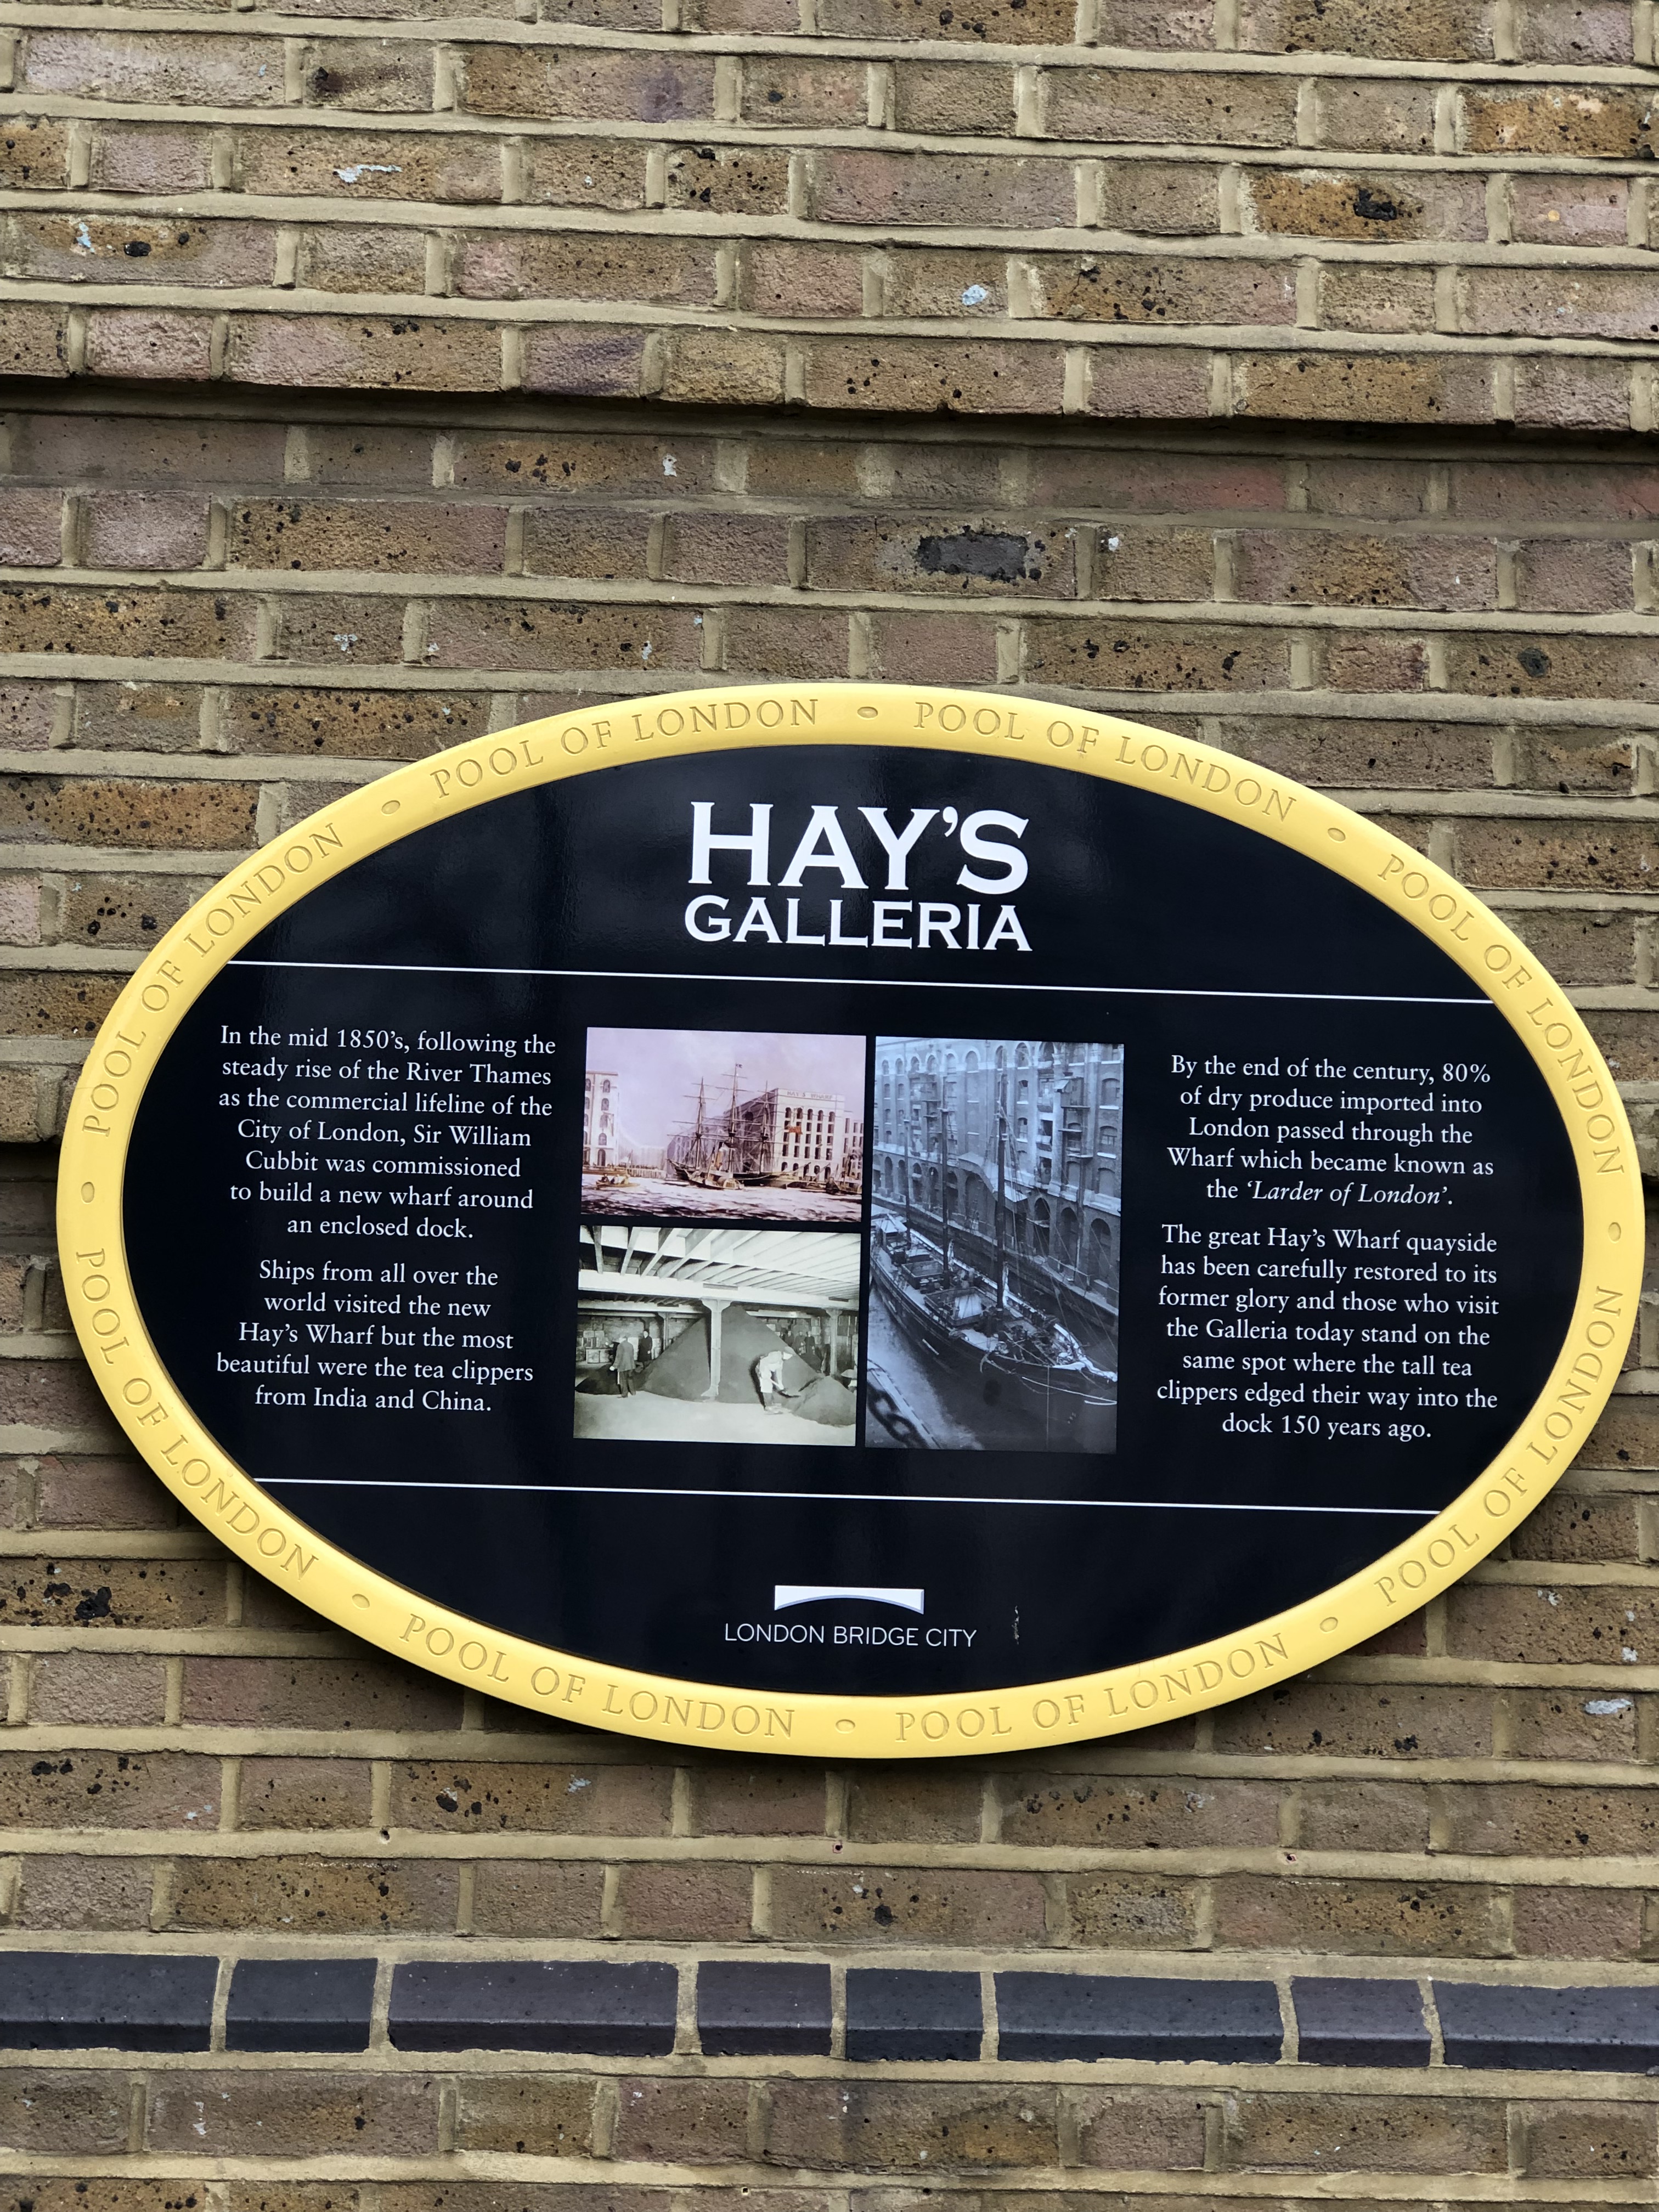 POOL OF LONDON
POOL OF LONDON
POOL OF LONDON
POOL OF LONDON
POOL OF LONDON
POOL OF LONDON
POOL OF LONDON
POOL OF LONDON
HAY'S
GALLERIA
In the mid 1850's, following the
steady rise of the River Thames
as the commercial lifeline of the
City of London, Sir William
Cubbit was commissioned
to build a new wharf around
an enclosed dock.
Ships from all over the
world visited the new
Hay's Wharf but the most
beautiful were the tea clippers
from India and China.
HAY'S WHARF
By the end of the century, 80%
of dry produce imported into
London passed through the
Wharf which became known as
the 'Larder of London'.
The great Hay's Wharf quayside
has been carefully restored to its
former glory and those who visit
the Galleria today stand on the
same spot where the tall tea
clippers edged their way into the
dock 150 years ago.
LONDON BRIDGE CITY